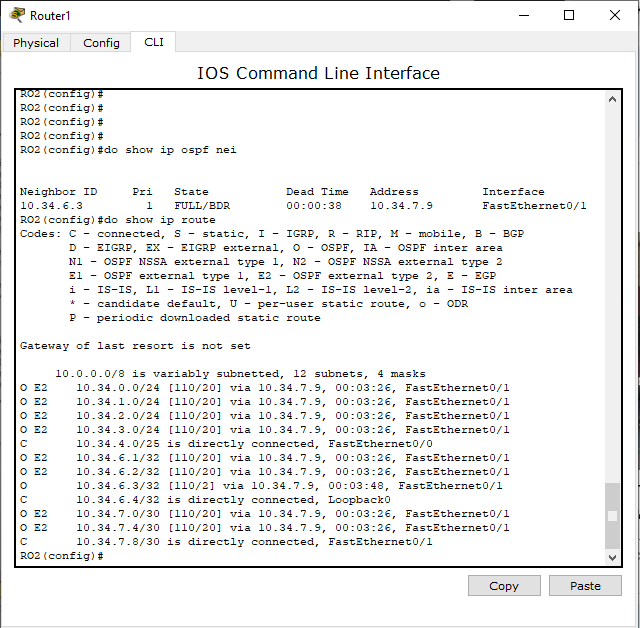 Router1
Physical Config CLI
IOS Command Line Interface
RO2(config)#
RO2(config)#
RO2(config)#
RO2(config)#
RO2(config)#do show ip ospf nei
Neighbor ID     Pri   State           Dead Time   Address         Interface
10.34.6.3         1   FULL/BDR        00:00:38    10.34.7.9       FastEthernet0/1
RO2(config)#do show ip route
Codes: C - connected, S - static, I - IGRP, R - RIP, M - mobile, B - BGP
       D - EIGRP, EX - EIGRP external, O - OSPF, IA - OSPF inter area
       N1 - OSPF NSSA external type 1, N2 - OSPF NSSA external type 2
       E1 - OSPF external type 1, E2 - OSPF external type 2, E - EGP
       i - IS-IS, L1 - IS-IS level-1, L2 - IS-IS level-2, ia - IS-IS inter area
       * - candidate default, U - per-user static route, o - ODR
       P - periodic downloaded static route
Gateway of last resort is not set
     10.0.0.0/8 is variably subnetted, 12 subnets, 4 masks
O E2    10.34.0.0/24 [110/20] via 10.34.7.9, 00:03:26, FastEthernet0/1
O E2    10.34.1.0/24 [110/20] via 10.34.7.9, 00:03:26, FastEthernet0/1
O E2    10.34.2.0/24 [110/20] via 10.34.7.9, 00:03:26, FastEthernet0/1
O E2    10.34.3.0/24 [110/20] via 10.34.7.9, 00:03:26, FastEthernet0/1
C       10.34.4.0/25 is directly connected, FastEthernet0/0
O E2    10.34.6.1/32 [110/20] via 10.34.7.9, 00:03:26, FastEthernet0/1
O E2    10.34.6.2/32 [110/20] via 10.34.7.9, 00:03:26, FastEthernet0/1
O       10.34.6.3/32 [110/2] via 10.34.7.9, 00:03:48, FastEthernet0/1
C       10.34.6.4/32 is directly connected, Loopback0
O E2    10.34.7.0/30 [110/20] via 10.34.7.9, 00:03:26, FastEthernet0/1
O E2    10.34.7.4/30 [110/20] via 10.34.7.9, 00:03:26, FastEthernet0/1
C       10.34.7.8/30 is directly connected, FastEthernet0/1
RO2(config)#
Copy Paste